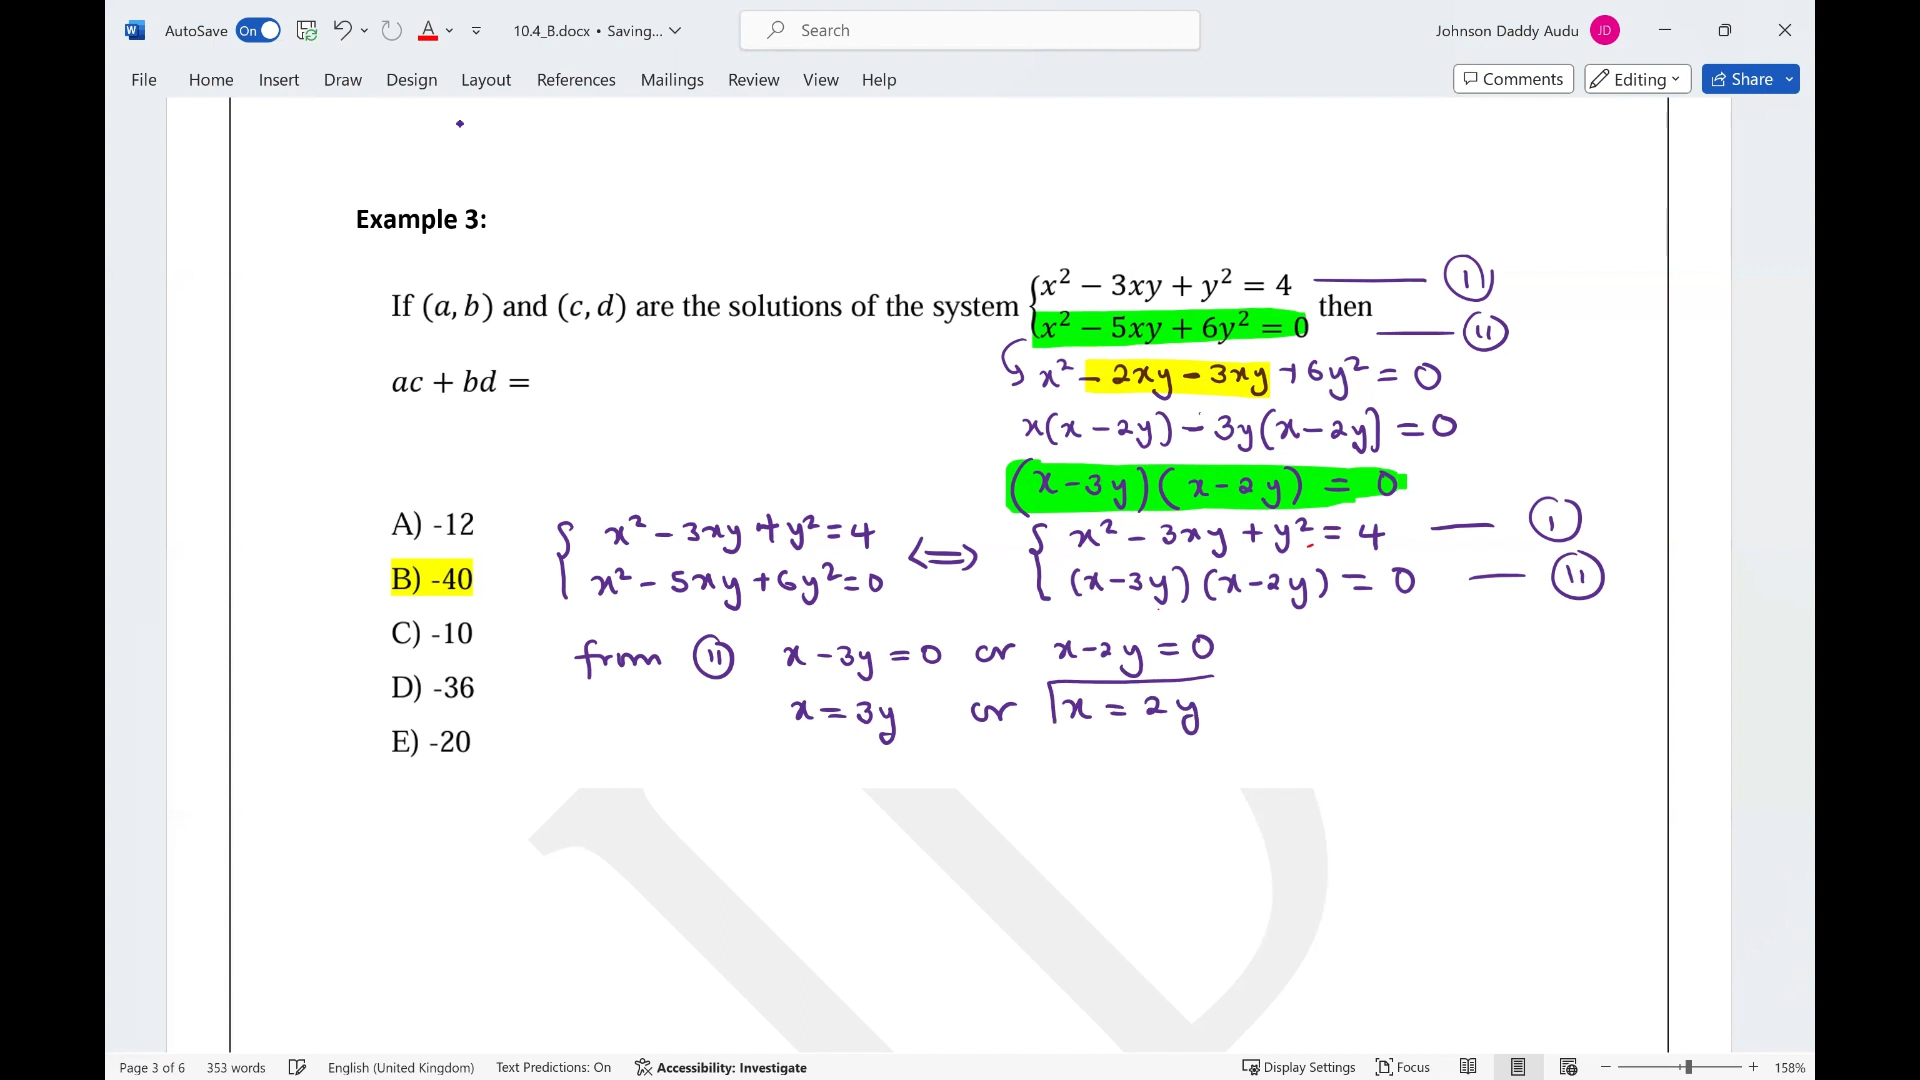 AutoSave On 10.4_B.docx • Saving... Search Johnson Daddy Audu JD
File Home Insert Draw Design Layout References Mailings Review View Help Comments Editing Share
Example 3:
x² − 3xy + y² = 4 —— (11)
If (a, b) and (c, d) are the solutions of the system { then
x² − 5xy + 6y² = 0 —— (11)
x² − 2xy − 3xy + 6y² = 0
ac + bd =
x(x − 2y) − 3y(x − 2y) = 0
(x − 3y)(x − 2y) = 0
A) -12
{ x² − 3xy + y² = 4 <=> { x² − 3xy + y² = 4 —— (1)
B) -40
x² − 5xy + 6y² = 0 (x − 3y)(x − 2y) = 0 —— (11)
C) -10
from (11) x − 3y = 0 or x − 2y = 0
D) -36
x = 3y or x = 2y
E) -20
Page 3 of 6 353 words English (United Kingdom) Text Predictions: On Accessibility: Investigate Display Settings Focus − + 158%